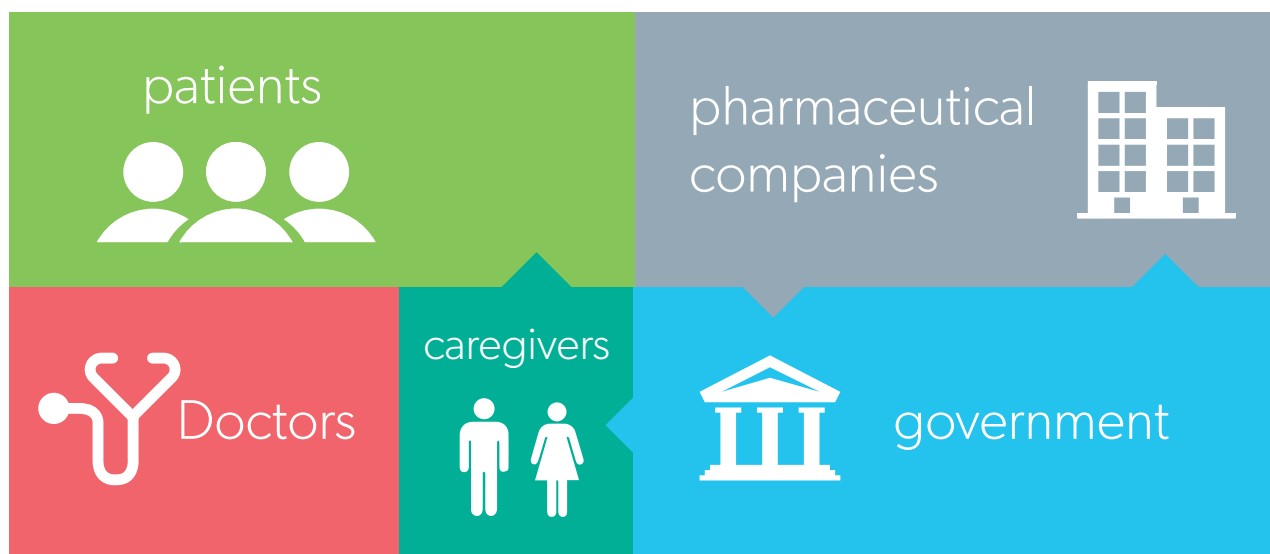 patients
pharmaceutical
companies
Doctors
caregivers
government